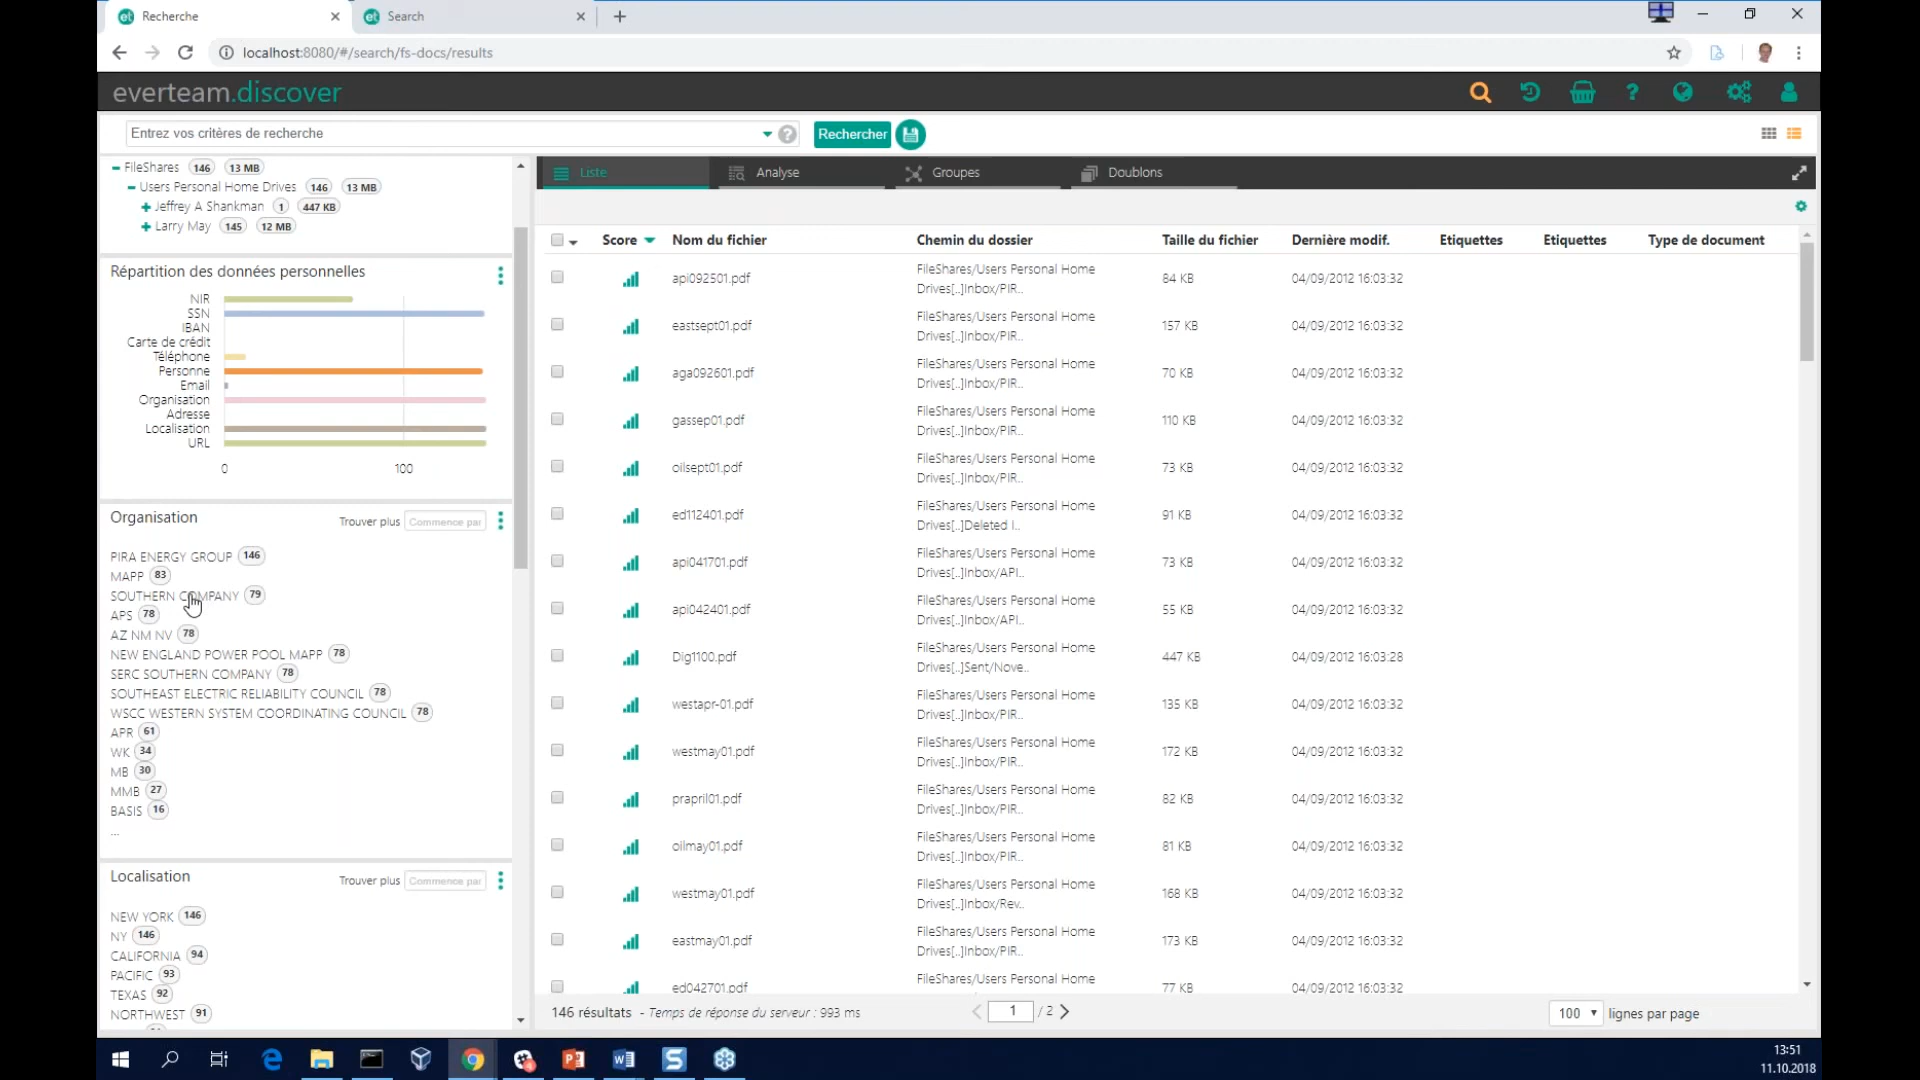 Recherche
Search
localhost:8080/#/search/fs-docs/results
everteam.discover
Entrez vos critères de recherche
Rechercher
FileShares 146 13 MB
Users Personal Home Drives 146 13 MB
Jeffrey A Shankman 1 447 KB
Larry May 145 12 MB
Répartition des données personnelles
NIR
SSN
IBAN
Carte de crédit
Téléphone
Personne
Email
Organisation
Adresse
Localisation
URL
0 100
Organisation Trouver plus Commence par
PIRA ENERGY GROUP 146
MAPP 83
SOUTHERN COMPANY 79
APS 78
AZ NM NV 78
NEW ENGLAND POWER POOL MAPP 78
SERC SOUTHERN COMPANY 78
SOUTHEAST ELECTRIC RELIABILITY COUNCIL 78
WSCC WESTERN SYSTEM COORDINATING COUNCIL 78
APR 61
WK 34
MB 30
MMB 27
BASIS 16
...
Localisation Trouver plus Commence par
NEW YORK 146
NY 146
CALIFORNIA 94
PACIFIC 93
TEXAS 92
NORTHWEST 91
Liste Analyse Groupes Doublons
Score Nom du fichier Chemin du dossier Taille du fichier Dernière modif. Etiquettes Etiquettes Type de document
api092501.pdf FileShares/Users Personal Home 84 KB 04/09/2012 16:03:32
Drives[..]Inbox/PIR..
eastsept01.pdf FileShares/Users Personal Home 157 KB 04/09/2012 16:03:32
Drives[..]Inbox/PIR..
aga092601.pdf FileShares/Users Personal Home 70 KB 04/09/2012 16:03:32
Drives[..]Inbox/PIR..
gassep01.pdf FileShares/Users Personal Home 110 KB 04/09/2012 16:03:32
Drives[..]Inbox/PIR..
oilsept01.pdf FileShares/Users Personal Home 73 KB 04/09/2012 16:03:32
Drives[..]Inbox/PIR..
ed112401.pdf FileShares/Users Personal Home 91 KB 04/09/2012 16:03:32
Drives[..]Deleted I..
api041701.pdf FileShares/Users Personal Home 73 KB 04/09/2012 16:03:32
Drives[..]Inbox/API..
api042401.pdf FileShares/Users Personal Home 55 KB 04/09/2012 16:03:32
Drives[..]Inbox/API..
Dig1100.pdf FileShares/Users Personal Home 447 KB 04/09/2012 16:03:28
Drives[..]Sent/Nove..
westapr-01.pdf FileShares/Users Personal Home 135 KB 04/09/2012 16:03:32
Drives[..]Inbox/PIR..
westmay01.pdf FileShares/Users Personal Home 172 KB 04/09/2012 16:03:32
Drives[..]Inbox/PIR..
prapril01.pdf FileShares/Users Personal Home 82 KB 04/09/2012 16:03:32
Drives[..]Inbox/PIR..
oilmay01.pdf FileShares/Users Personal Home 81 KB 04/09/2012 16:03:32
Drives[..]Inbox/PIR..
westmay01.pdf FileShares/Users Personal Home 168 KB 04/09/2012 16:03:32
Drives[..]Inbox/Rev..
eastmay01.pdf FileShares/Users Personal Home 173 KB 04/09/2012 16:03:32
Drives[..]Inbox/PIR..
ed042701.pdf FileShares/Users Personal Home 77 KB 04/09/2012 16:03:32
146 résultats - Temps de réponse du serveur : 993 ms
1 / 2
100 lignes par page
13:51
11.10.2018